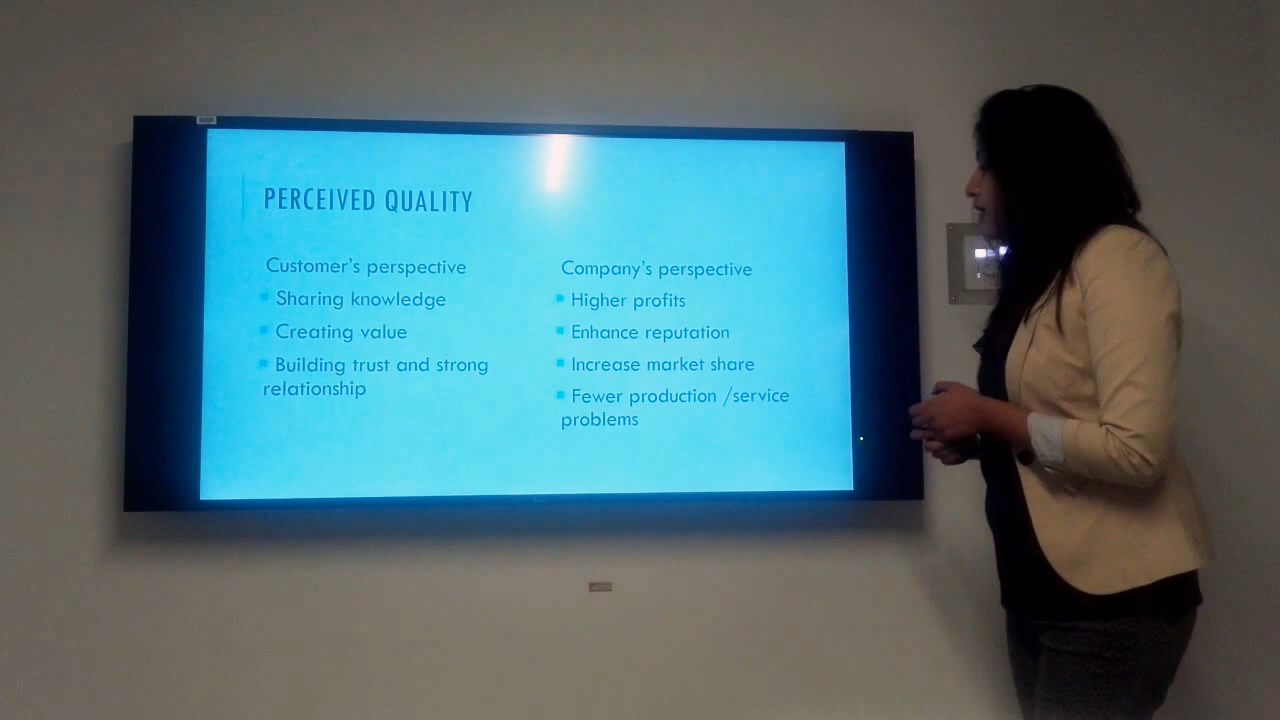 PERCEIVED QUALITY
Customer's perspective
Sharing knowledge
Creating value
Building trust and strong
relationship
Company's perspective
Higher profits
Enhance reputation
Increase market share
Fewer production /service
problems